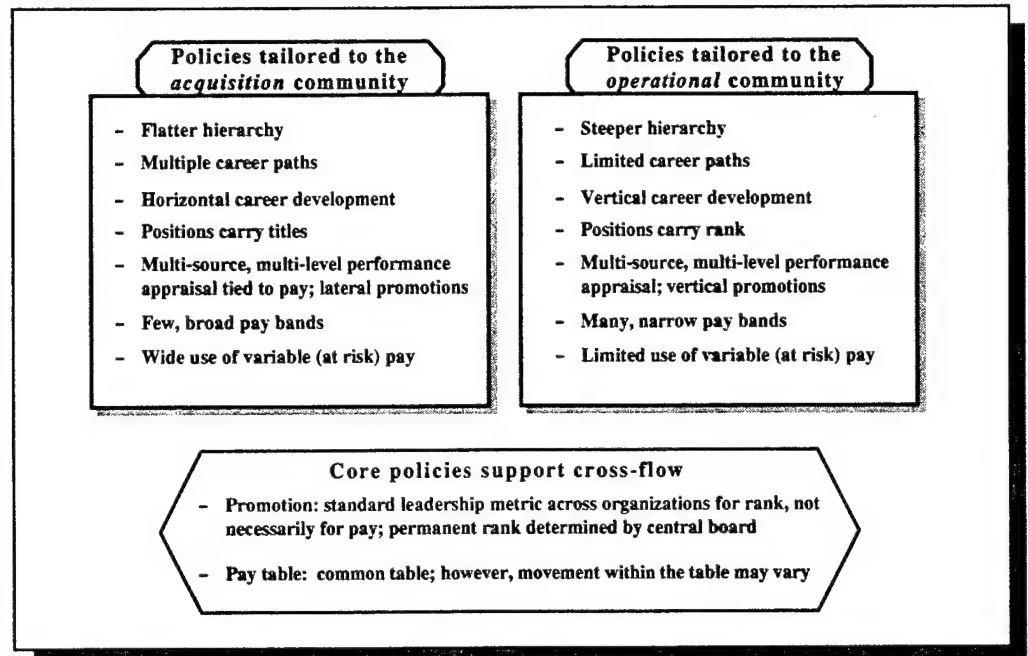 Policies tailored to the
acquisition community
– Flatter hierarchy
– Multiple career paths
– Horizontal career development
– Positions carry titles
– Multi-source, multi-level performance
appraisal tied to pay; lateral promotions
– Few, broad pay bands
– Wide use of variable (at risk) pay
Policies tailored to the
operational community
– Steeper hierarchy
– Limited career paths
– Vertical career development
– Positions carry rank
– Multi-source, multi-level performance
appraisal; vertical promotions
– Many, narrow pay bands
– Limited use of variable (at risk) pay
Core policies support cross-flow
– Promotion: standard leadership metric across organizations for rank, not
necessarily for pay; permanent rank determined by central board
– Pay table: common table; however, movement within the table may vary